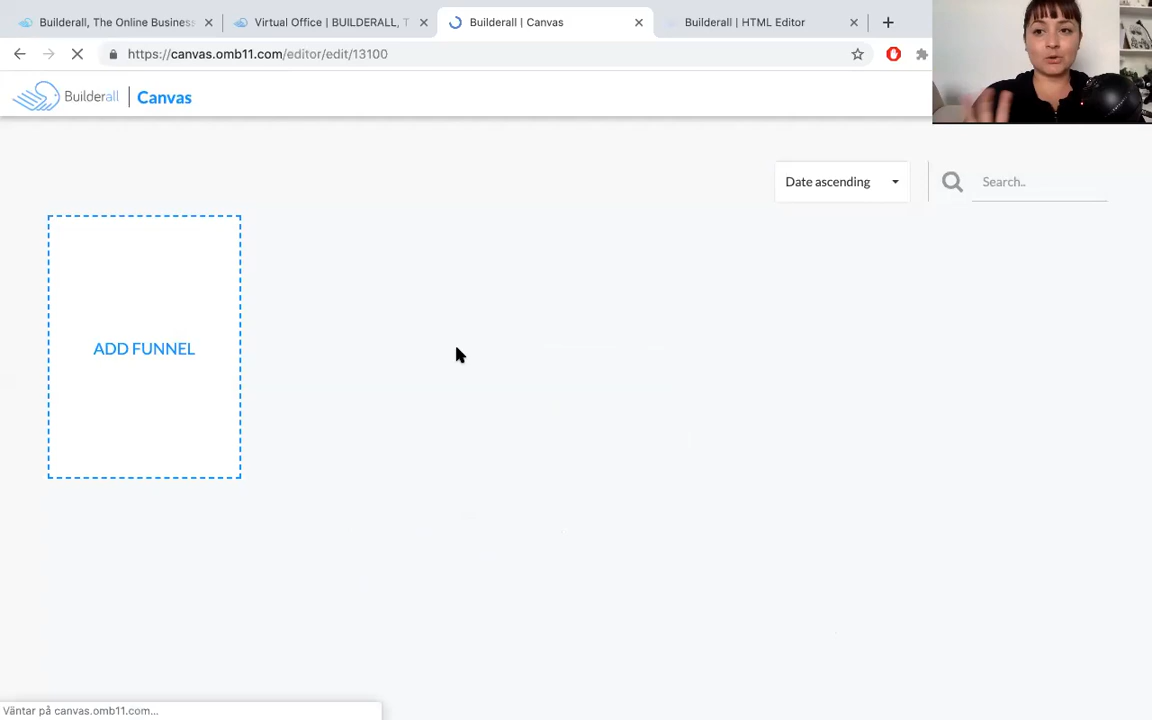 Builderall, The Online Business
Virtual Office | BUILDERALL, T
Builderall | Canvas
Builderall | HTML Editor
https://canvas.omb11.com/editor/edit/13100
Builderall | Canvas
Date ascending
Search..
ADD FUNNEL
Väntar på canvas.omb11.com...